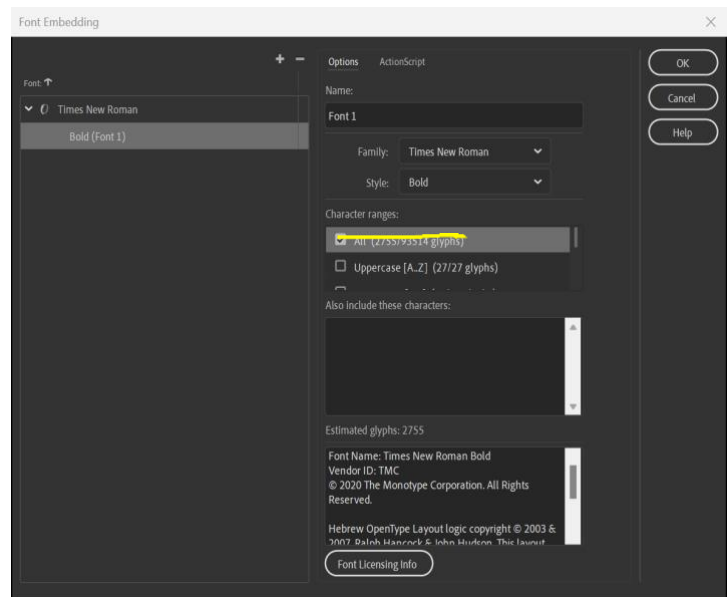 Font Embedding
Font
Times New Roman
Bold (Font 1)
Options ActionScript
Name:
Font 1
Family: Times New Roman
Style: Bold
Character ranges:
All (2755/93514 glyphs)
Uppercase [A..Z] (27/27 glyphs)
Also include these characters:
Estimated glyphs: 2755
Font Name: Times New Roman Bold
Vendor ID: TMC
© 2020 The Monotype Corporation. All Rights
Reserved.
Hebrew OpenType Layout logic copyright © 2003 &
2007, Ralph Hancock & John Hudson. This layout
Font Licensing Info
OK
Cancel
Help